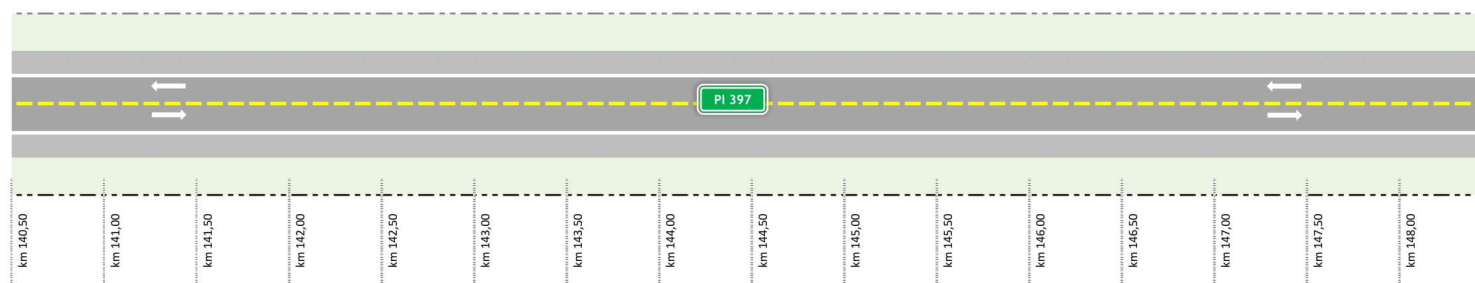 PI 397
km 140,50
km 141,00
km 141,50
km 142,00
km 142,50
km 143,00
km 143,50
km 144,00
km 144,50
km 145,00
km 145,50
km 146,00
km 146,50
km 147,00
km 147,50
km 148,00